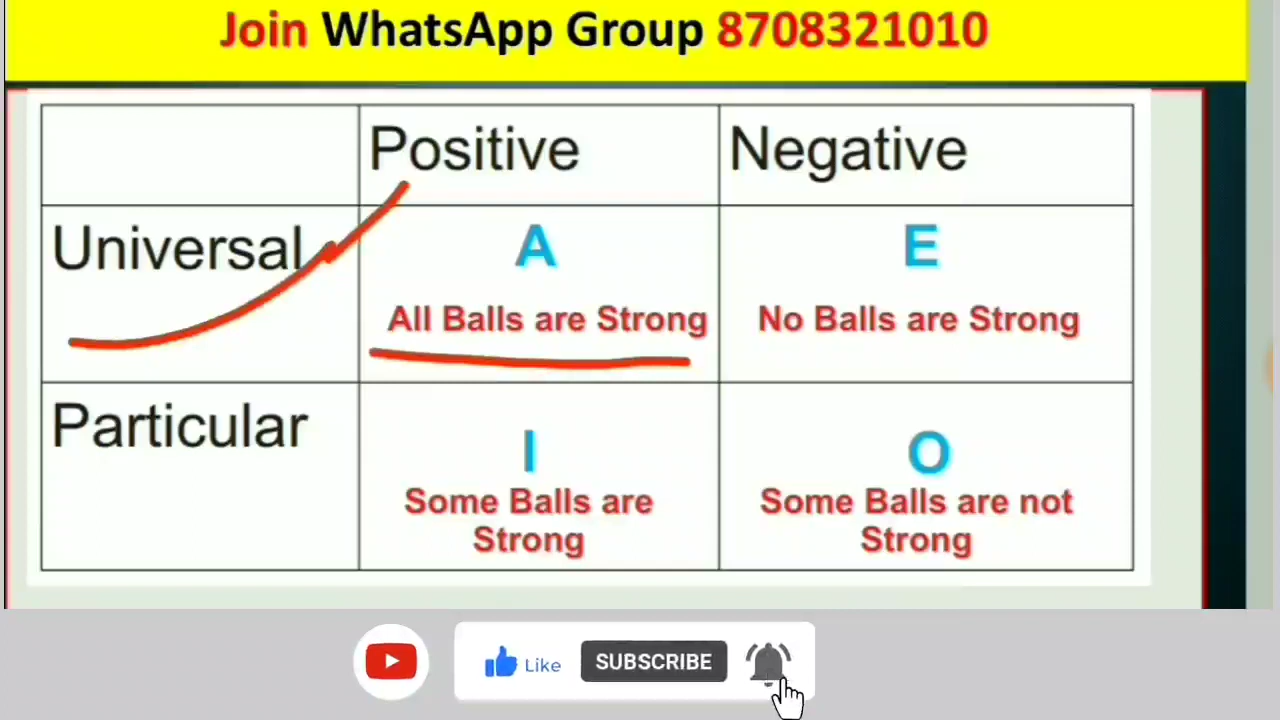 Join WhatsApp Group 8708321010
Positive Negative
Universal A E
All Balls are Strong No Balls are Strong
Particular I O
Some Balls are Strong Some Balls are not Strong
Like SUBSCRIBE